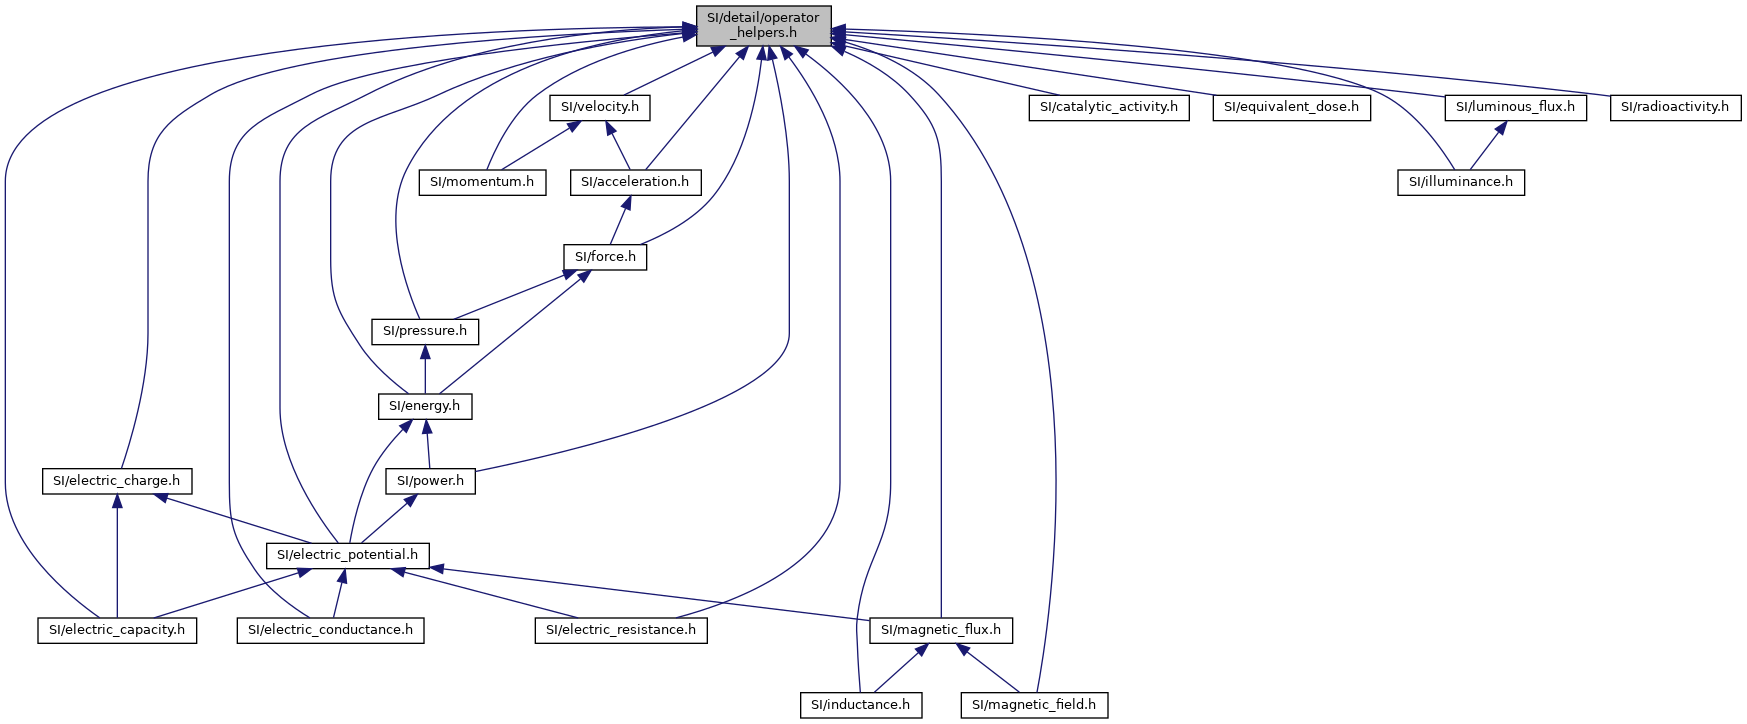 SI/detail/operator
_helpers.h
SI/velocity.h
SI/catalytic_activity.h
SI/equivalent_dose.h
SI/luminous_flux.h
SI/radioactivity.h
SI/momentum.h
SI/acceleration.h
SI/illuminance.h
SI/force.h
SI/pressure.h
SI/energy.h
SI/electric_charge.h
SI/power.h
SI/electric_potential.h
SI/electric_capacity.h
SI/electric_conductance.h
SI/electric_resistance.h
SI/magnetic_flux.h
SI/inductance.h
SI/magnetic_field.h